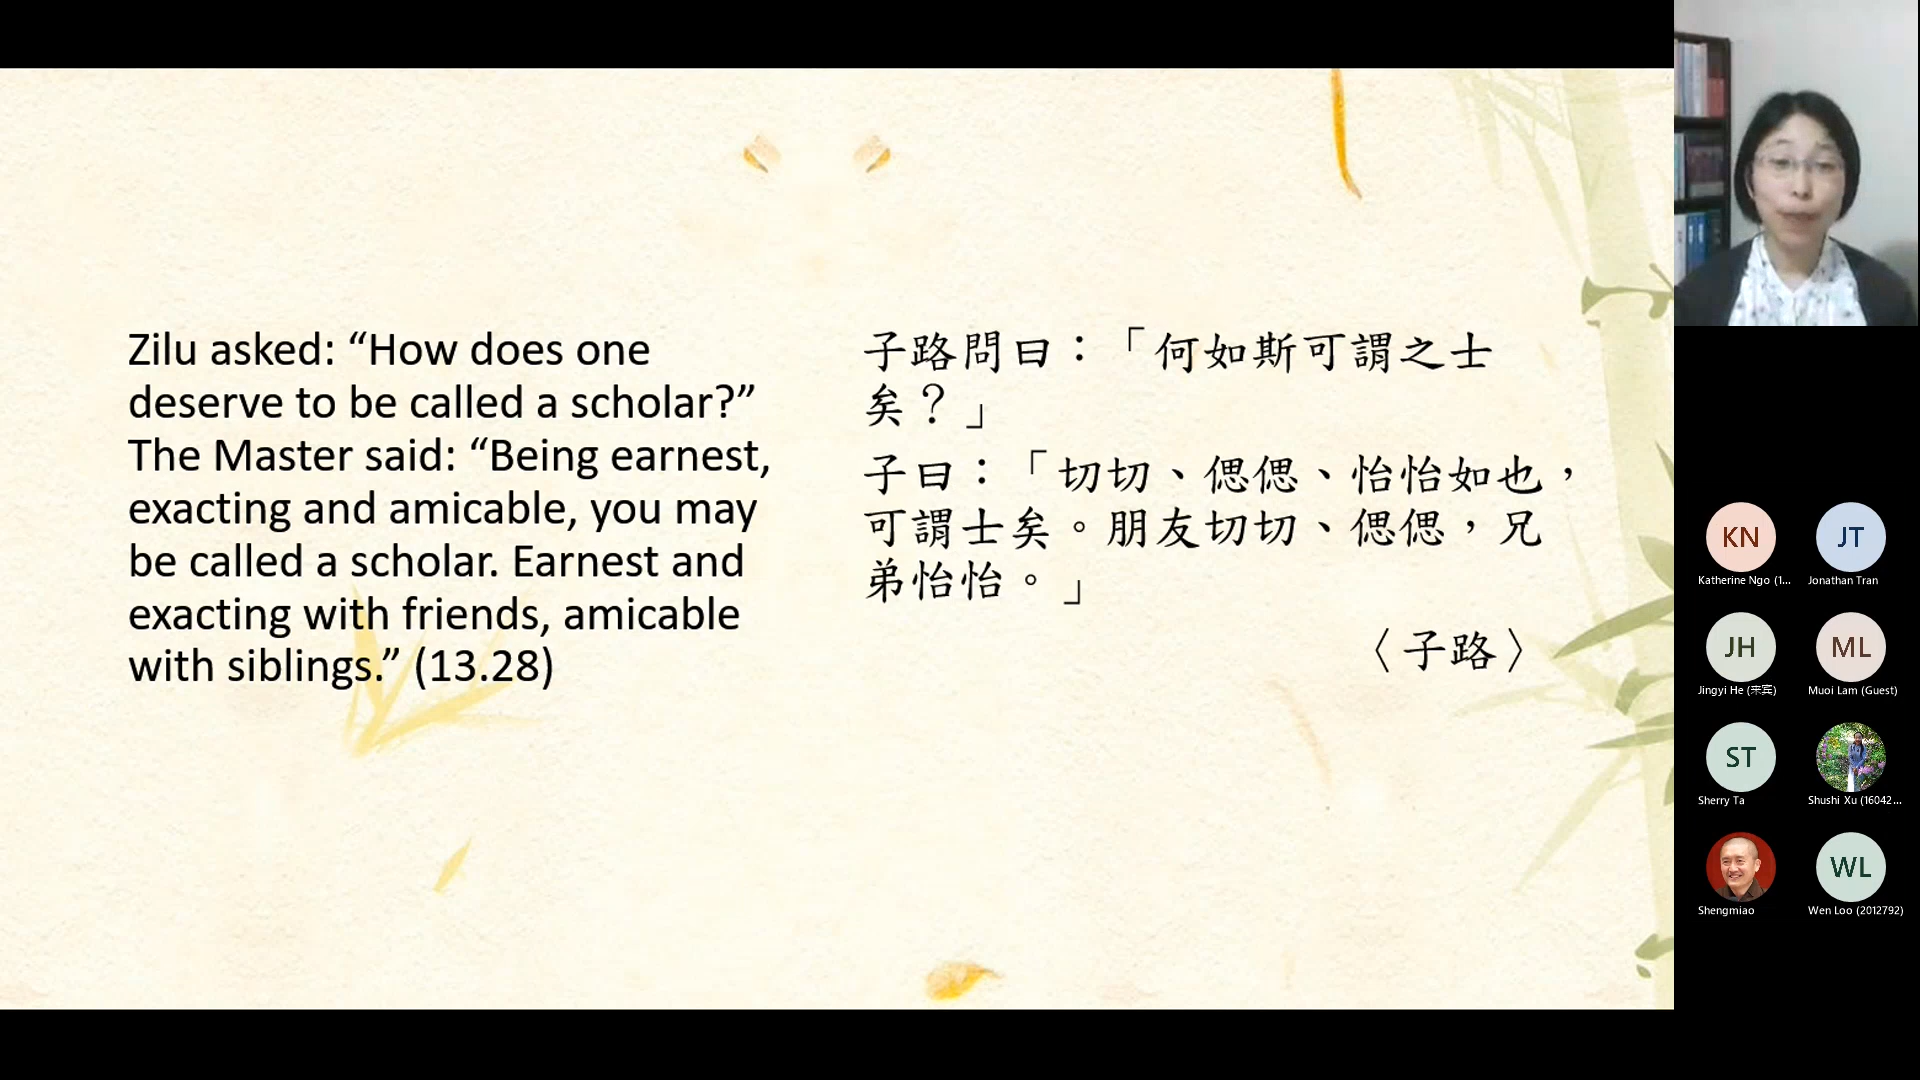 Zilu asked: “How does one
deserve to be called a scholar?”
The Master said: “Being earnest,
exacting and amicable, you may
be called a scholar. Earnest and
exacting with friends, amicable
with siblings.” (13.28)
子路問曰：「何如斯可謂之士
矣？」
子曰：「切切、偲偲、怡怡如也，
可謂士矣。朋友切切、偲偲，兄
弟怡怡。」
〈子路〉
KN
Katherine Ngo (1...
JT
Jonathan Tran
JH
Jingyi He (来宾)
ML
Muoi Lam (Guest)
ST
Sherry Ta
Shushi Xu (16042...
Shengmiao
WL
Wen Loo (2012792)